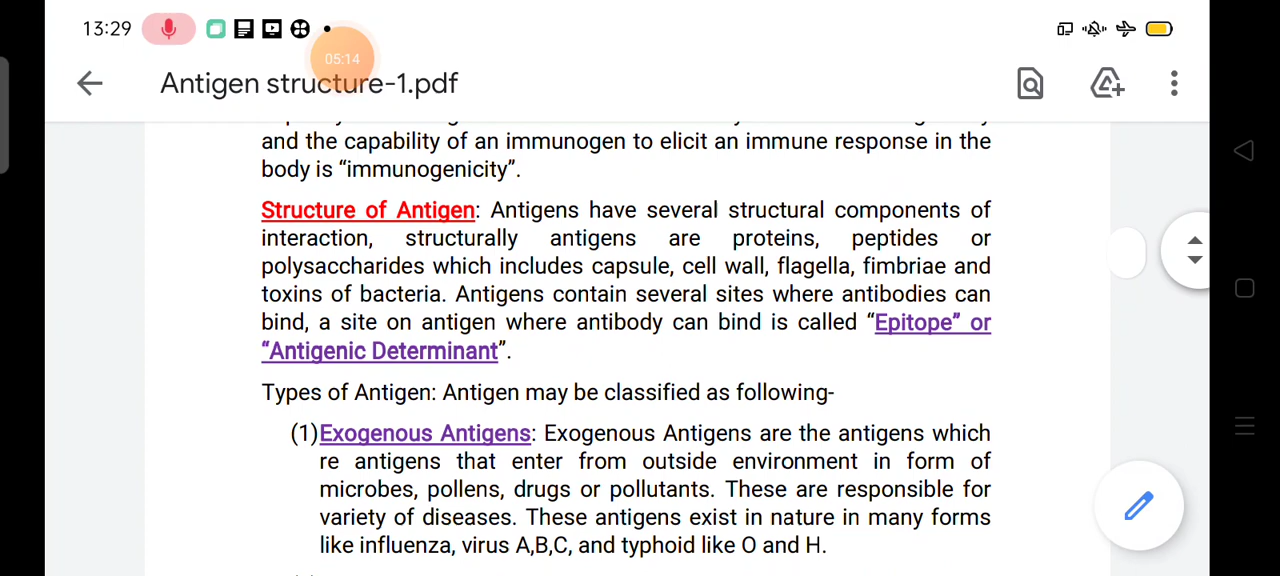 13:29
05:14
Antigen structure-1.pdf
and the capability of an immunogen to elicit an immune response in the
body is “immunogenicity”.
Structure of Antigen: Antigens have several structural components of
interaction, structurally antigens are proteins, peptides or
polysaccharides which includes capsule, cell wall, flagella, fimbriae and
toxins of bacteria. Antigens contain several sites where antibodies can
bind, a site on antigen where antibody can bind is called “Epitope” or
“Antigenic Determinant”.
Types of Antigen: Antigen may be classified as following-
(1)Exogenous Antigens: Exogenous Antigens are the antigens which
re antigens that enter from outside environment in form of
microbes, pollens, drugs or pollutants. These are responsible for
variety of diseases. These antigens exist in nature in many forms
like influenza, virus A,B,C, and typhoid like O and H.